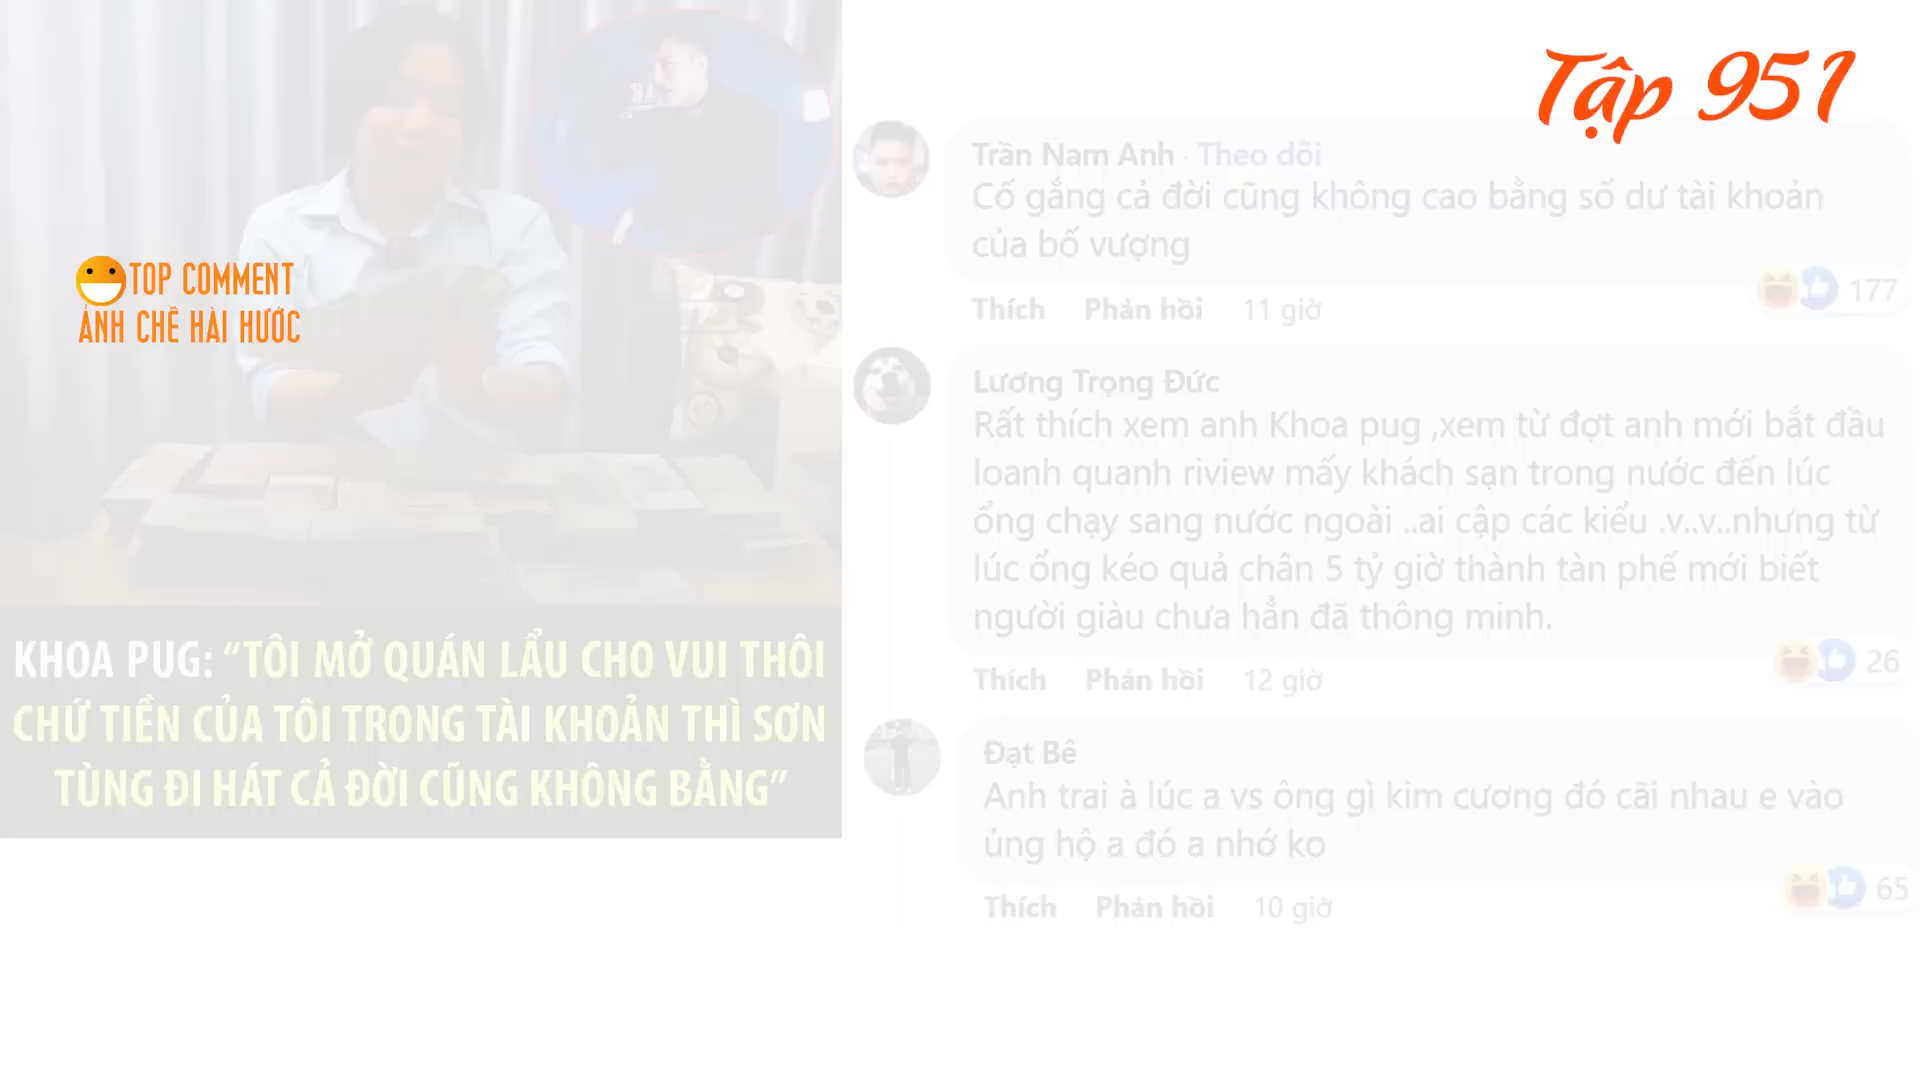 Tập 951
TOP COMMENT
ẢNH CHẾ HÀI HƯỚC
KHOA PUG: “TÔI MỞ QUÁN LẨU CHO VUI THÔI
CHỨ TIỀN CỦA TÔI TRONG TÀI KHOẢN THÌ SƠN
TÙNG ĐI HÁT CẢ ĐỜI CŨNG KHÔNG BẰNG”
Trần Nam Anh · Theo dõi
Cố gắng cả đời cũng không cao bằng số dư tài khoản
của bố vượng
Thích Phản hồi 11 giờ
177
Lương Trọng Đức
Rất thích xem anh Khoa pug ,xem từ đợt anh mới bắt đầu
loanh quanh riview mấy khách sạn trong nước đến lúc
ổng chạy sang nước ngoài ..ai cập các kiểu .v..v..nhưng từ
lúc ổng kéo quả chân 5 tỷ giờ thành tàn phế mới biết
người giàu chưa hẳn đã thông minh.
Thích Phản hồi 12 giờ
26
Đạt Bê
Anh trai à lúc a vs ông gì kim cương đó cãi nhau e vào
ủng hộ a đó a nhớ ko
Thích Phản hồi 10 giờ
65